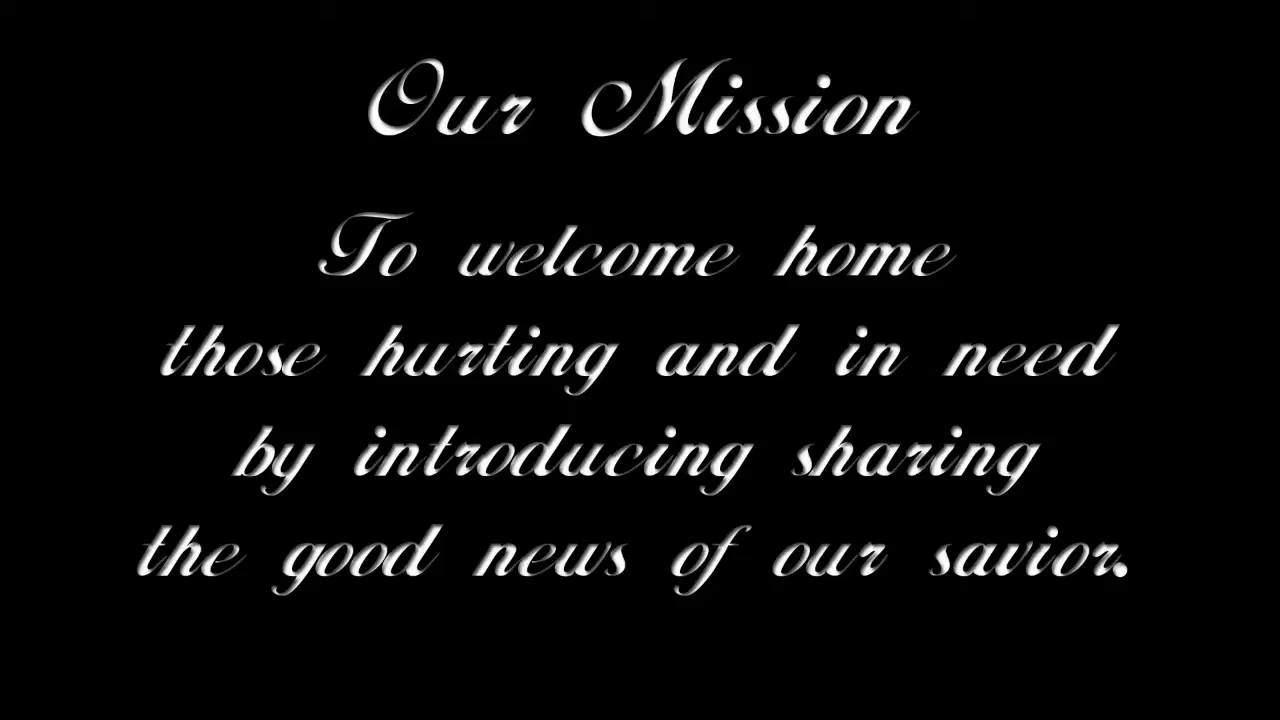 Our Mission
To welcome home
those hurting and in need
by introducing sharing
the good news of our savior.